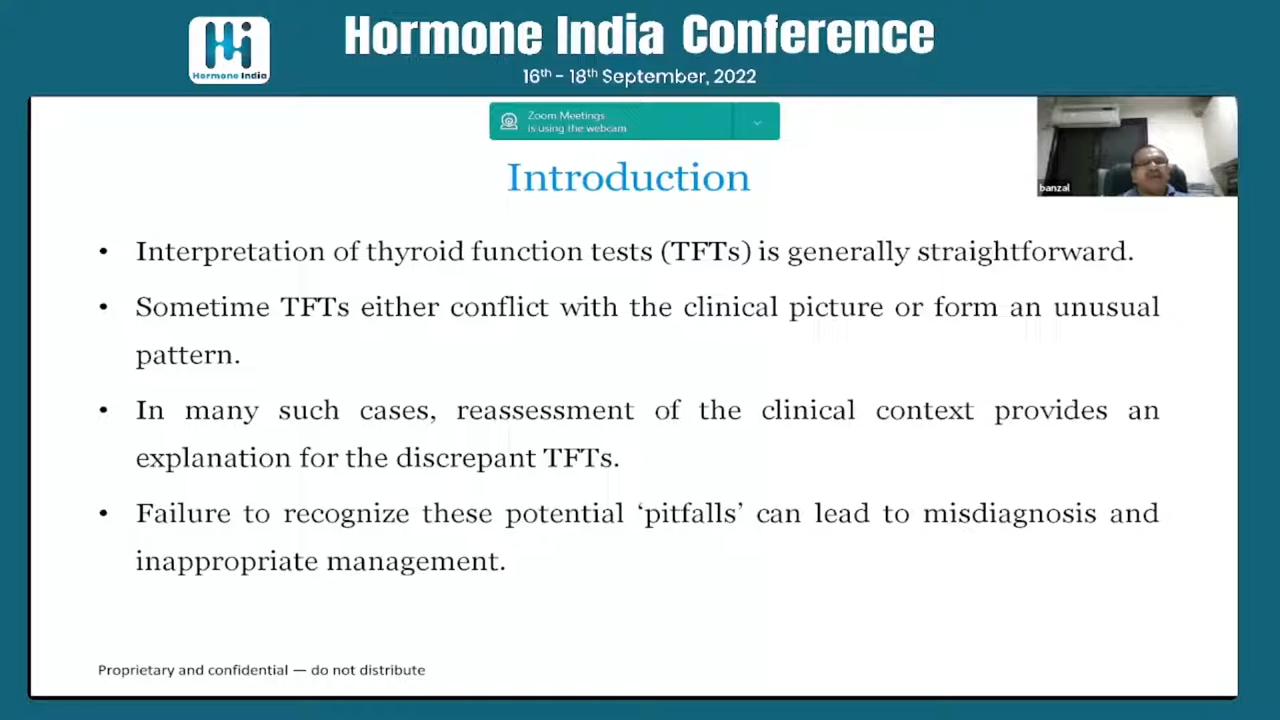 Hormone India Conference
Hormone India
16th - 18th September, 2022
Zoom Meetings
is using the webcam
banzal
Introduction
• Interpretation of thyroid function tests (TFTs) is generally straightforward.
• Sometime TFTs either conflict with the clinical picture or form an unusual
pattern.
• In many such cases, reassessment of the clinical context provides an
explanation for the discrepant TFTs.
• Failure to recognize these potential ‘pitfalls’ can lead to misdiagnosis and
inappropriate management.
Proprietary and confidential — do not distribute